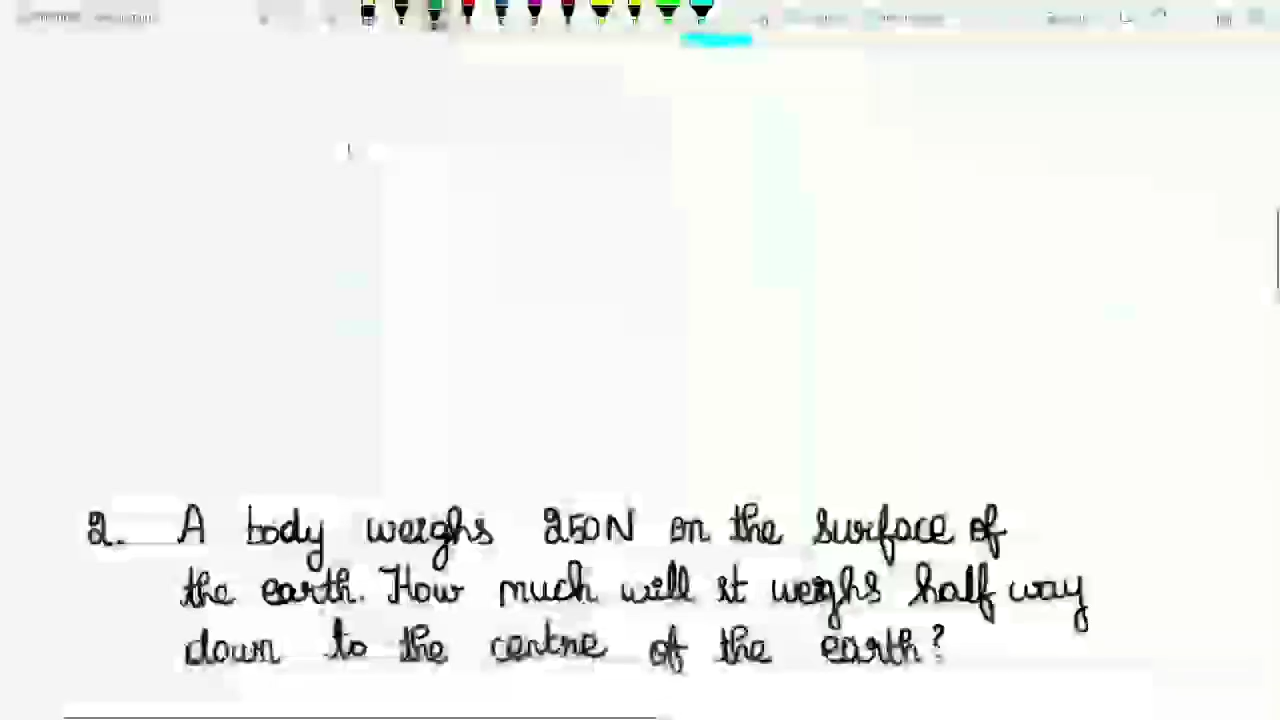 2. A body weighs 250N on the surface of
the earth. How much will it weighs half way
down to the centre of the earth?